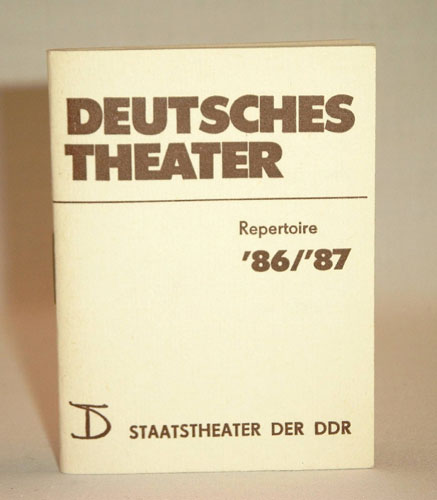 DEUTSCHES
THEATER
Repertoire
'86/'87
STAATSTHEATER DER DDR